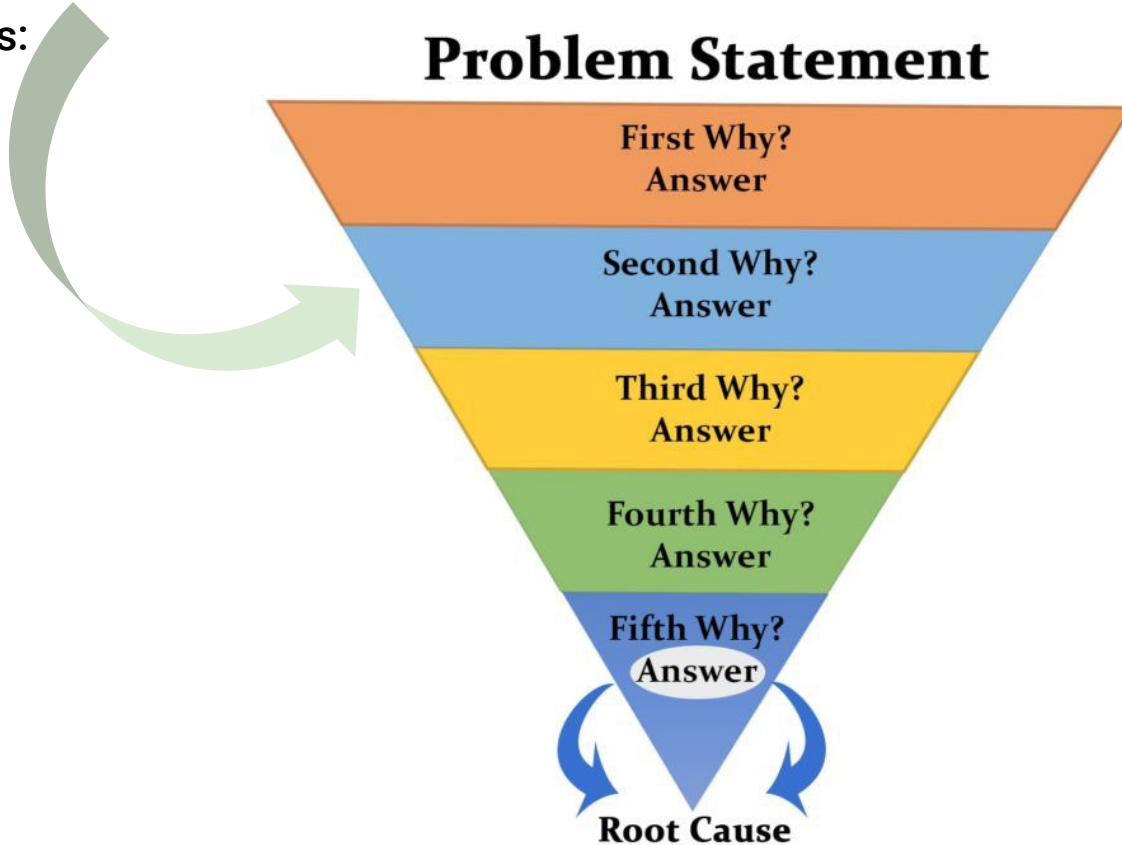 s:
Problem Statement
First Why?
Answer
Second Why?
Answer
Third Why?
Answer
Fourth Why?
Answer
Fifth Why?
Answer
Root Cause